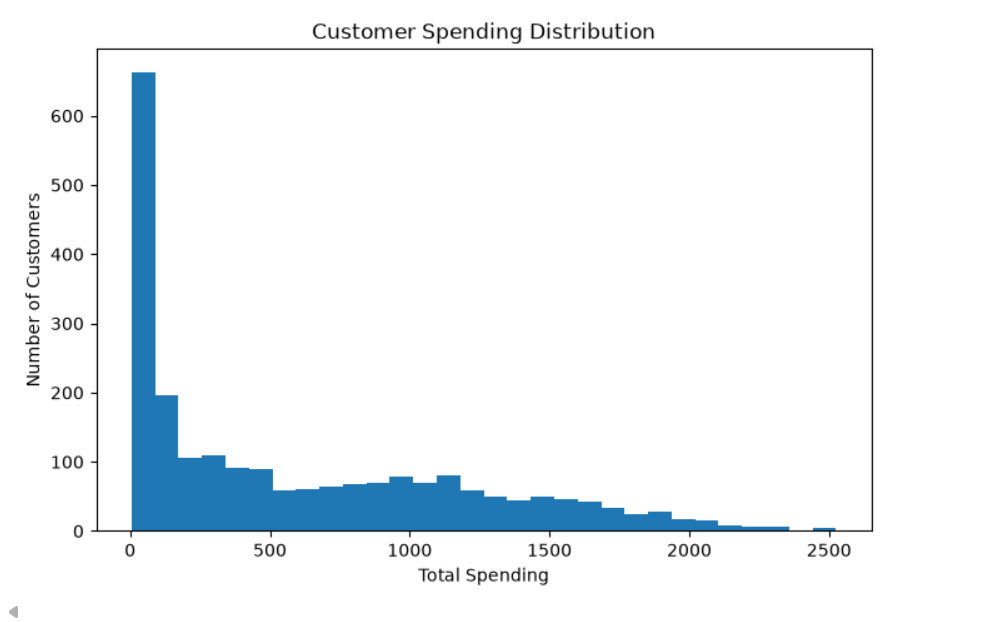 Customer Spending Distribution
600
500
400
300
200
100
0
Number of Customers
0 500 1000 1500 2000 2500
Total Spending